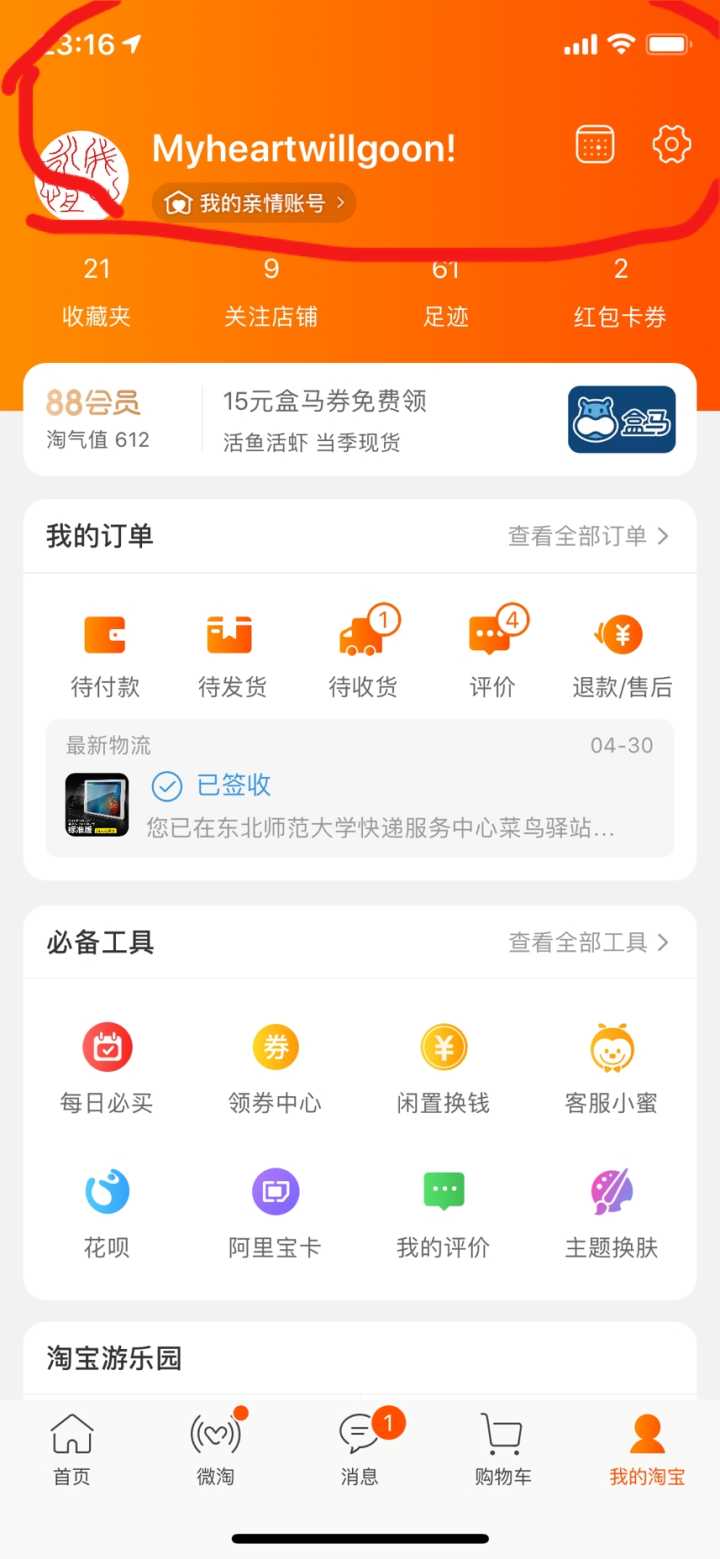 23:16
Myheartwillgoon!
我的亲情账号
21 9 61 2
收藏夹 关注店铺 足迹 红包卡券
88会员 15元盒马券免费领
淘气值 612 活鱼活虾 当季现货
盒马
我的订单 查看全部订单
1 4
待付款 待发货 待收货 评价 退款/售后
最新物流 04-30
已签收
标准版
您已在东北师范大学快递服务中心菜鸟驿站...
必备工具 查看全部工具
券 ¥
每日必买 领券中心 闲置换钱 客服小蜜
花呗 阿里宝卡 我的评价 主题换肤
淘宝游乐园
1
首页 微淘 消息 购物车 我的淘宝